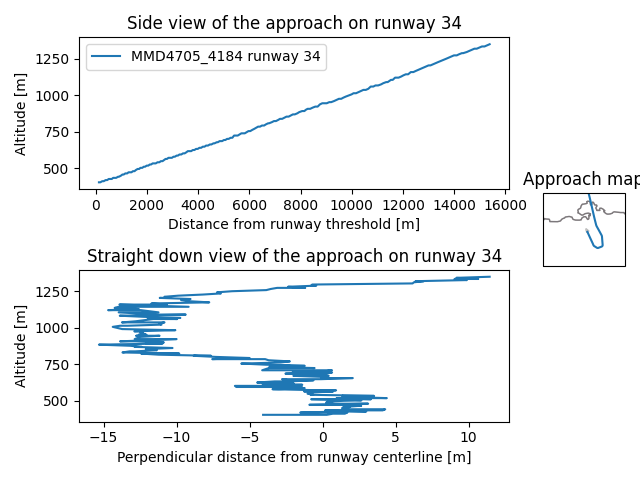 Side view of the approach on runway 34
MMD4705_4184 runway 34
Altitude [m]
1250
1000
750
500
0 2000 4000 6000 8000 10000 12000 14000 16000
Distance from runway threshold [m]
Approach map
Straight down view of the approach on runway 34
Altitude [m]
1250
1000
750
500
−15 −10 −5 0 5 10
Perpendicular distance from runway centerline [m]